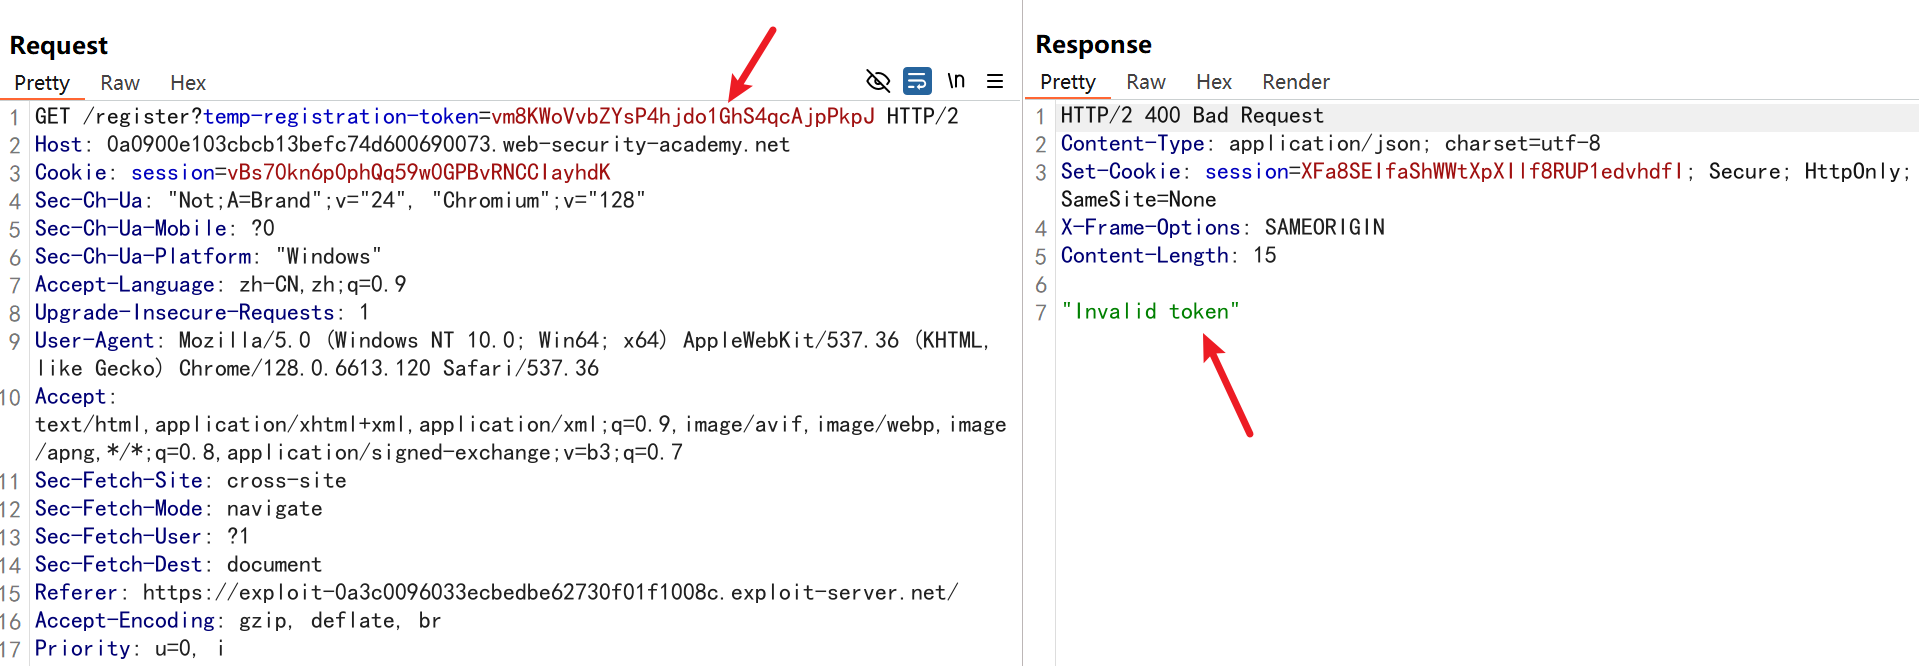 Request
Pretty Raw Hex
\n
1 GET /register?temp-registration-token=vm8KWoVvbZYsP4hjdo1GhS4qcAjpPkpJ HTTP/2
2 Host: 0a0900e103cbcb13befc74d600690073.web-security-academy.net
3 Cookie: session=vBs70kn6pOphQq59wOGPBvRNCCIayhdK
4 Sec-Ch-Ua: "Not;A=Brand";v="24", "Chromium";v="128"
5 Sec-Ch-Ua-Mobile: ?0
6 Sec-Ch-Ua-Platform: "Windows"
7 Accept-Language: zh-CN,zh;q=0.9
8 Upgrade-Insecure-Requests: 1
9 User-Agent: Mozilla/5.0 (Windows NT 10.0; Win64; x64) AppleWebKit/537.36 (KHTML,
like Gecko) Chrome/128.0.6613.120 Safari/537.36
10 Accept:
text/html,application/xhtml+xml,application/xml;q=0.9,image/avif,image/webp,image
/apng,*/*;q=0.8,application/signed-exchange;v=b3;q=0.7
11 Sec-Fetch-Site: cross-site
12 Sec-Fetch-Mode: navigate
13 Sec-Fetch-User: ?1
14 Sec-Fetch-Dest: document
15 Referer: https://exploit-0a3c0096033ecbedbe62730f01f1008c.exploit-server.net/
16 Accept-Encoding: gzip, deflate, br
17 Priority: u=0, i
Response
Pretty Raw Hex Render
1 HTTP/2 400 Bad Request
2 Content-Type: application/json; charset=utf-8
3 Set-Cookie: session=XFa8SEIfaShWWtXpXIlf8RUP1edvhdfI; Secure; HttpOnly;
SameSite=None
4 X-Frame-Options: SAMEORIGIN
5 Content-Length: 15
6
7 "Invalid token"